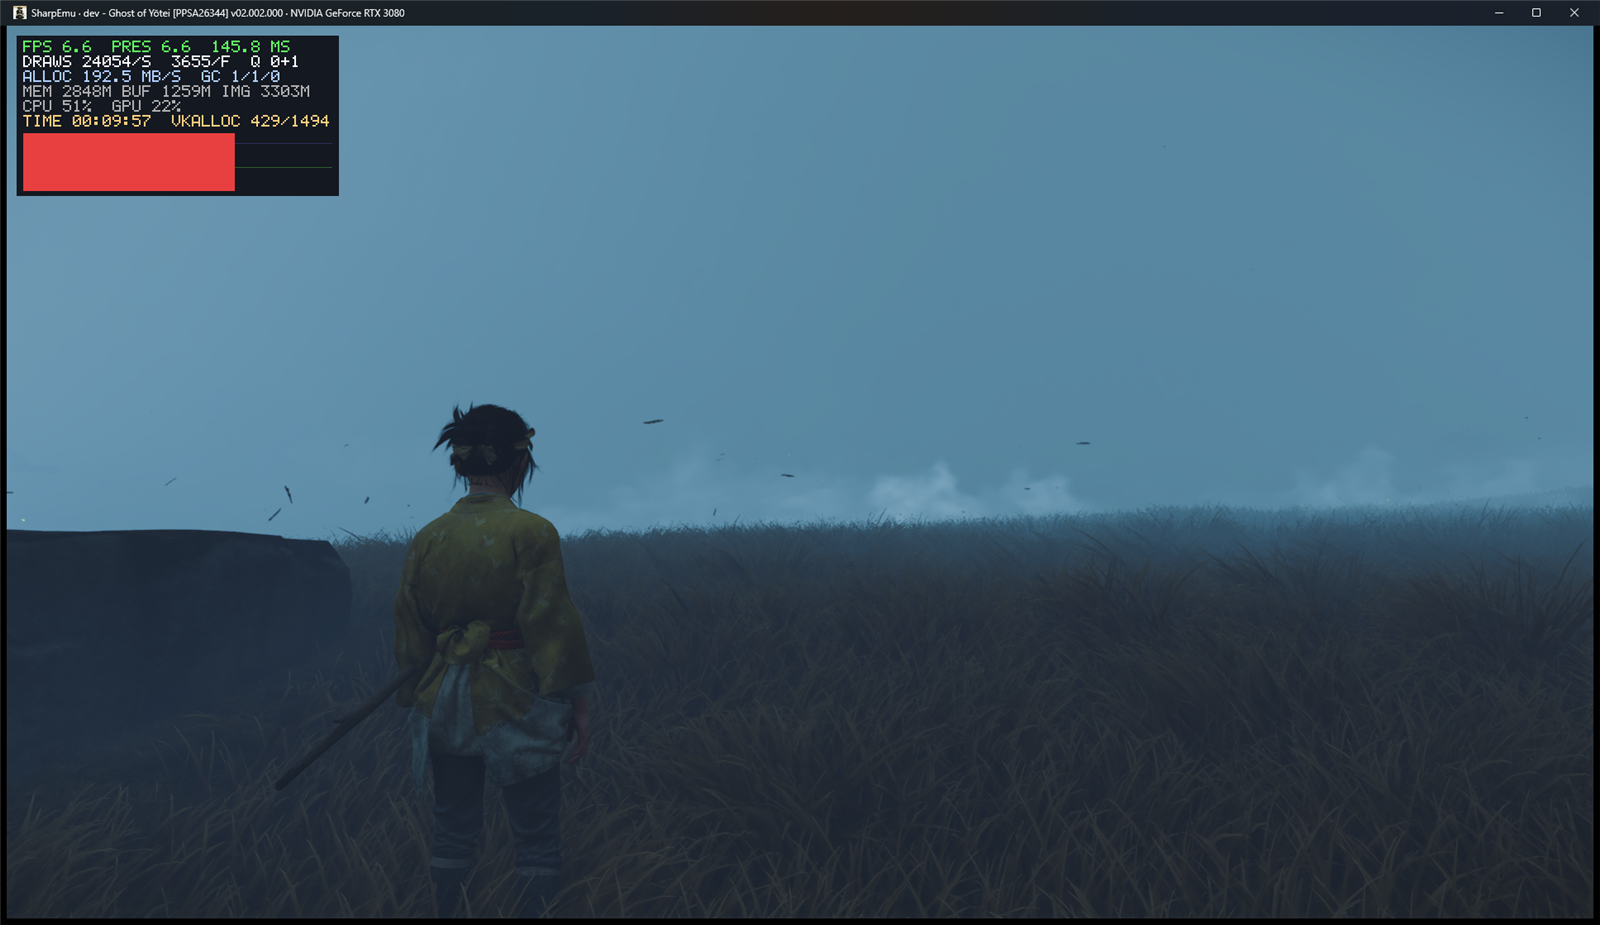 SharpEmu · dev - Ghost of Yōtei [PPSA26344] v02.002.000 · NVIDIA GeForce RTX 3080
FPS 6.6 PRES 6.6 145.8 MS
DRAWS 24054/S 3655/F Q 0+1
ALLOC 192.5 MB/S GC 1/1/0
MEM 2848M BUF 1259M IMG 3303M
CPU 51% GPU 22%
TIME 00:09:57 VKALLOC 429/1494